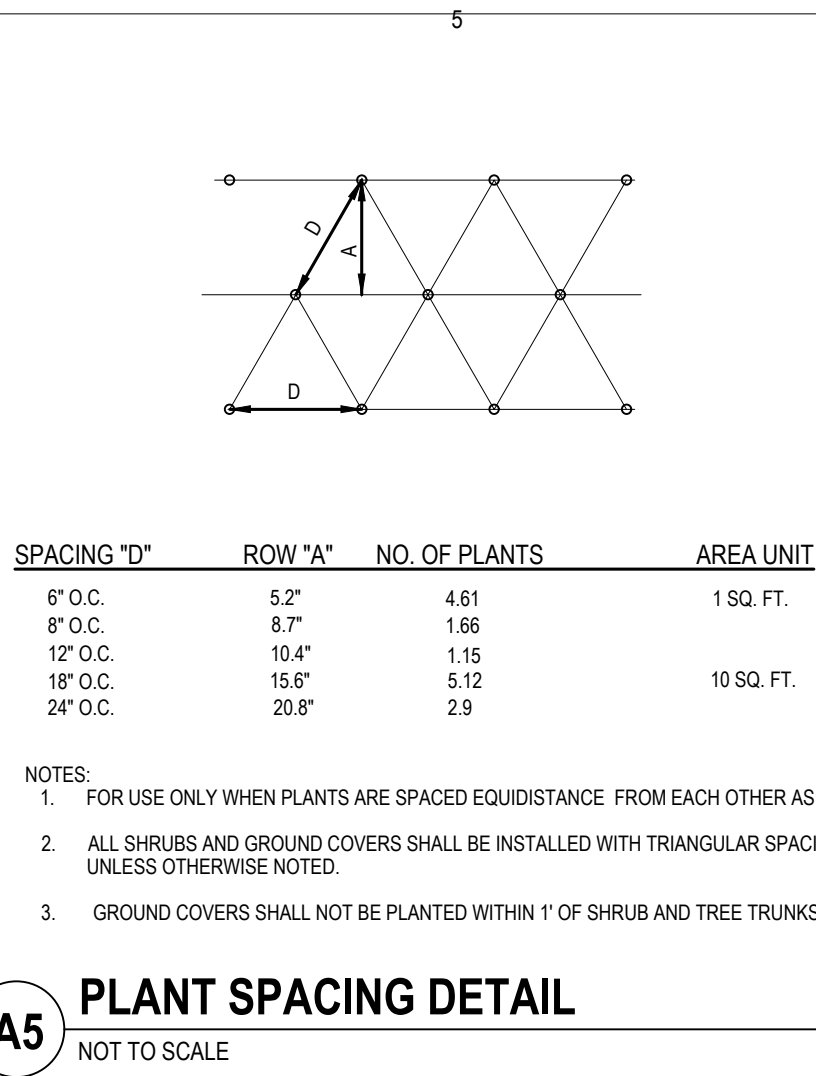 5
D
A
D
SPACING "D" ROW "A" NO. OF PLANTS AREA UNIT
6" O.C. 5.2" 4.61 1 SQ. FT.
8" O.C. 8.7" 1.66
12" O.C. 10.4" 1.15
18" O.C. 15.6" 5.12 10 SQ. FT.
24" O.C. 20.8" 2.9
NOTES:
1. FOR USE ONLY WHEN PLANTS ARE SPACED EQUIDISTANCE FROM EACH OTHER AS
2. ALL SHRUBS AND GROUND COVERS SHALL BE INSTALLED WITH TRIANGULAR SPACI
UNLESS OTHERWISE NOTED.
3. GROUND COVERS SHALL NOT BE PLANTED WITHIN 1' OF SHRUB AND TREE TRUNKS
A5 PLANT SPACING DETAIL
NOT TO SCALE